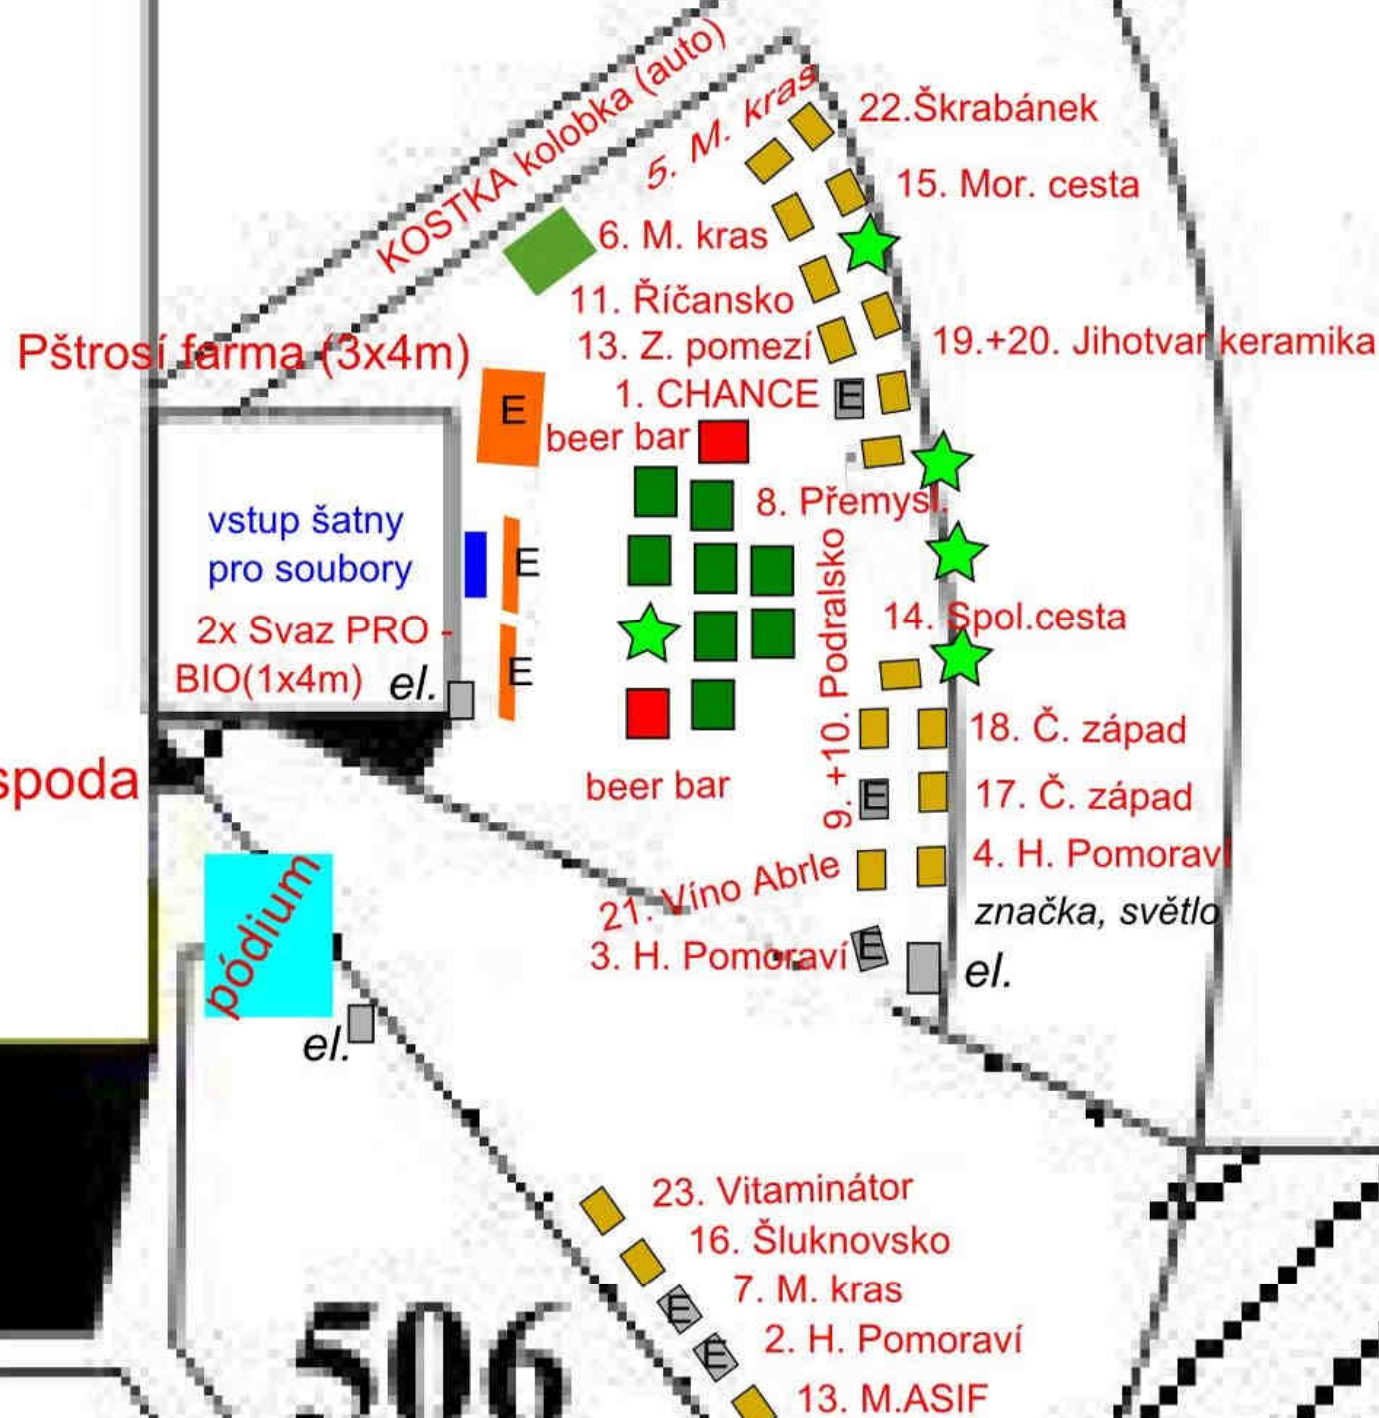 KOSTKA kolobka (auto)
5. M. kras
22.Škrabánek
15. Mor. cesta
6. M. kras
11. Říčansko
13. Z. pomezí
19.+20. Jihotvar keramika
Pštrosí farma (3x4m)
1. CHANCE
E
E
beer bar
8. Přemysl.
vstup šatny
pro soubory
E
2x Svaz PRO -
BIO(1x4m)
el.
E
9. +10. Podralsko
14. Spol.cesta
18. Č. západ
spoda
beer bar
E
17. Č. západ
4. H. Pomoraví
21. Víno Abrle
značka, světlo
3. H. Pomoraví
E
el.
pódium
el.
23. Vitaminátor
16. Šluknovsko
7. M. kras
E
2. H. Pomoraví
E
506
13. M.ASIF